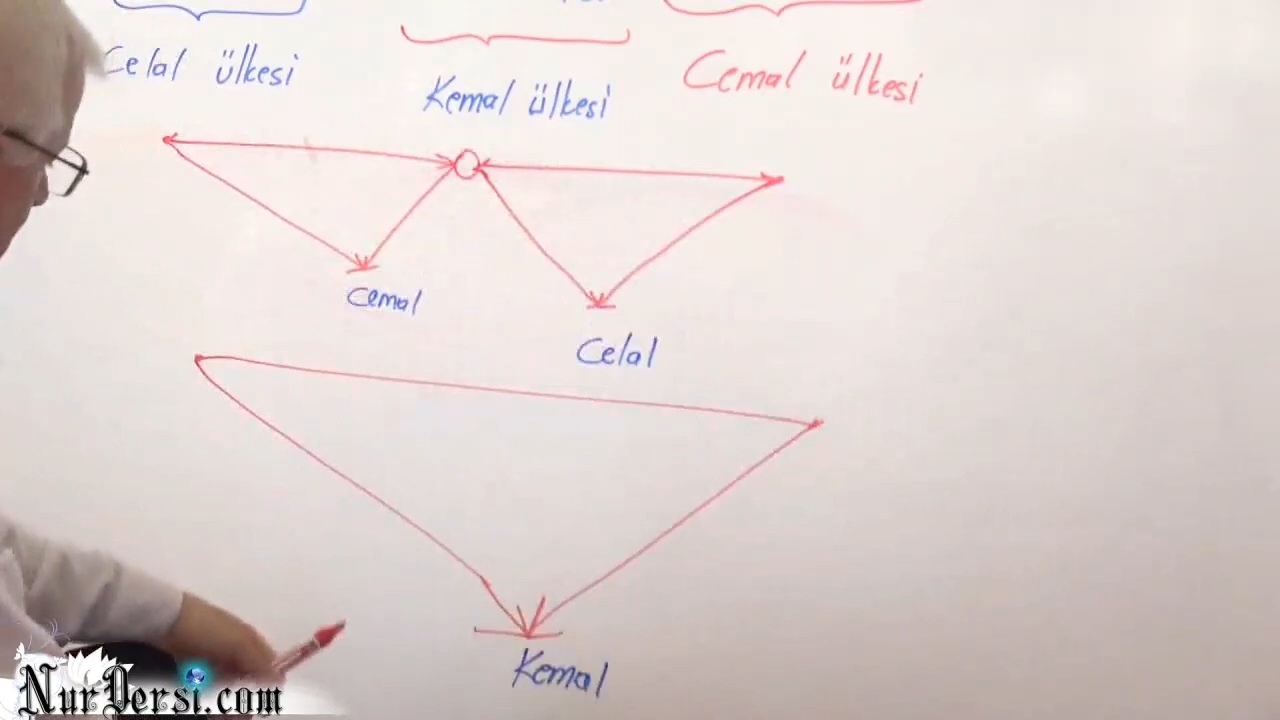 Celal ülkesi
Kemal ülkesi
Cemal ülkesi
Cemal
Celal
Kemal
NurDersi.com